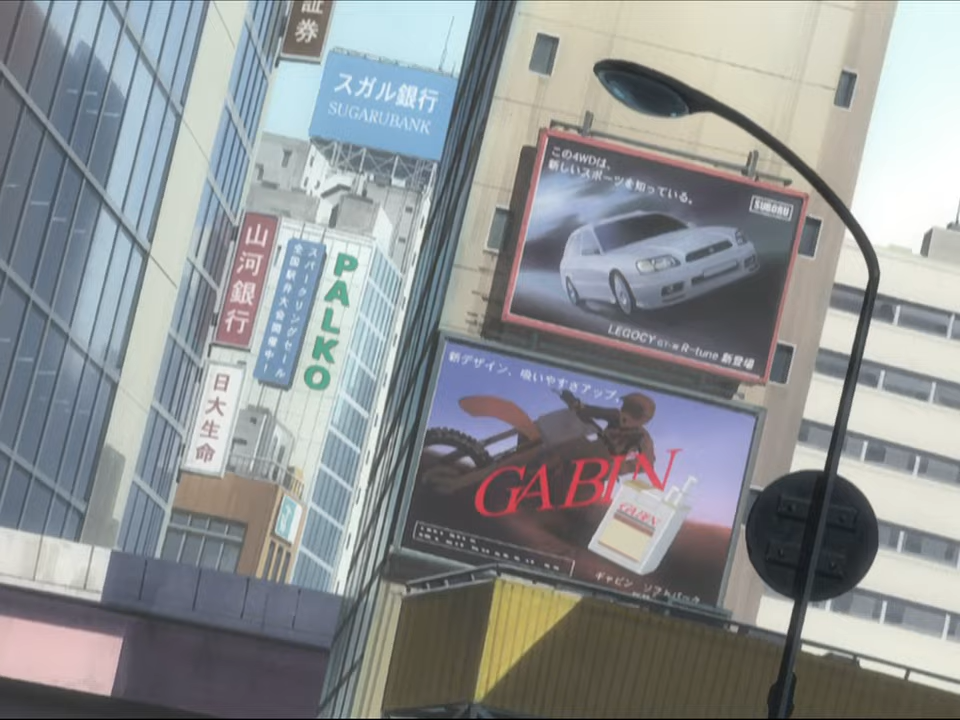 証券
スガル銀行
SUGARUBANK
山河銀行
スパークリングセール
全国駅弁大会開催中!
PALKO
日大生命
この4WDは、
新しいスポーツを知っている。
SUBORU
LEGOCY GT-B R-tune 新登場
新デザイン、吸いやすさアップ。
GABIN
GABIN
ギャビン ソフトパック